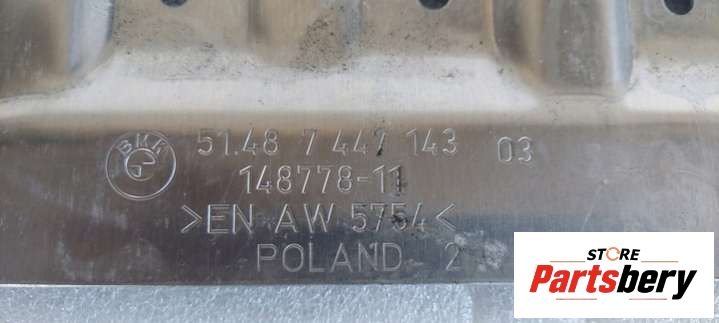 BMW
51.48 7 447 143 03
148778-11
>EN AW 5754<
POLAND 2
STORE
Partsbery